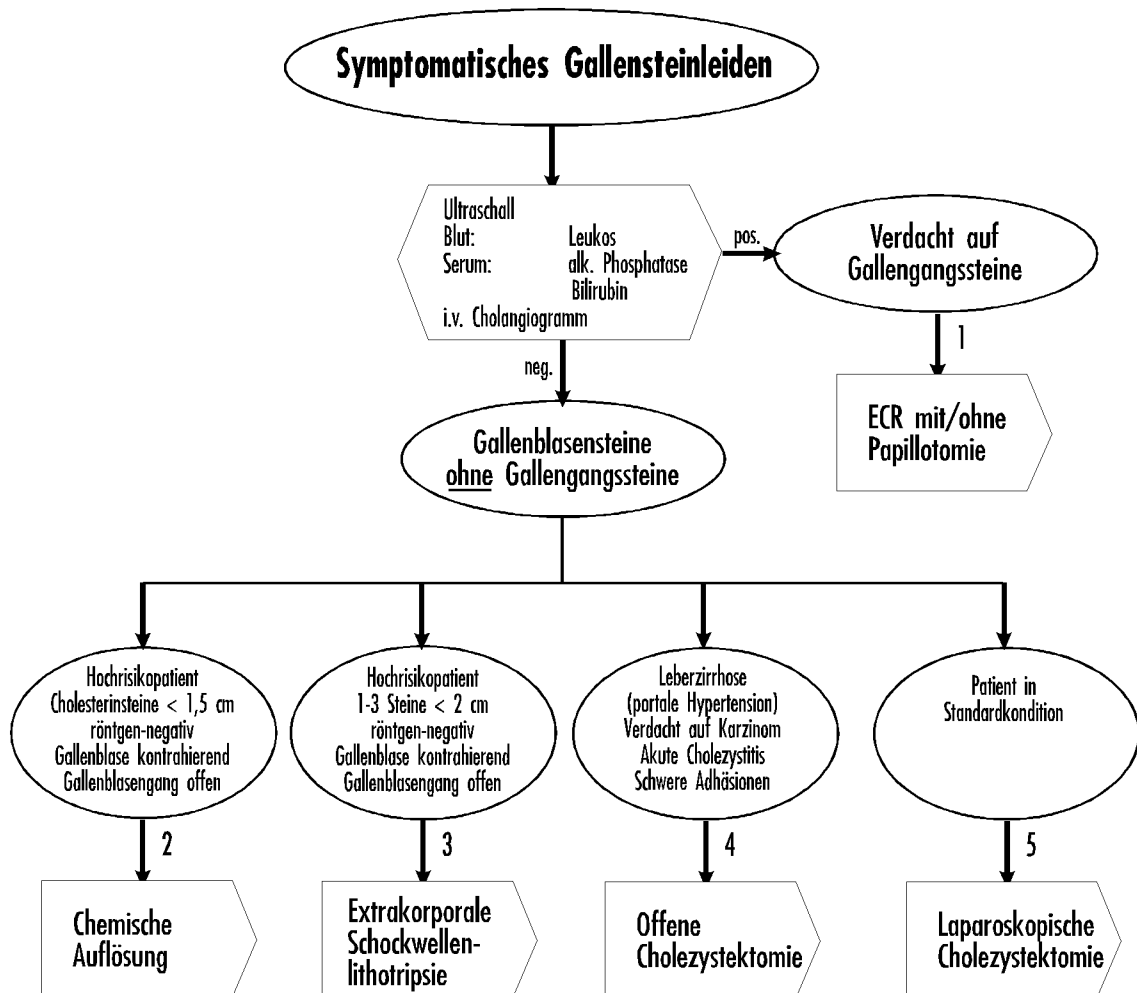 Symptomatisches Gallensteinleiden
Ultraschall
Blut: Leukos
Serum: alk. Phosphatase
Bilirubin
i.v. Cholangiogramm
pos.
Verdacht auf
Gallengangssteine
1
ECR mit/ohne
Papillotomie
neg.
Gallenblasensteine
ohne Gallengangssteine
Hochrisikopatient
Cholesterinsteine < 1,5 cm
röntgen-negativ
Gallenblase kontrahierend
Gallenblasengang offen
2
Chemische
Auflösung
Hochrisikopatient
1-3 Steine < 2 cm
röntgen-negativ
Gallenblase kontrahierend
Gallenblasengang offen
3
Extrakorporale
Schockwellen-
lithotripsie
Leberzirrhose
(portale Hypertension)
Verdacht auf Karzinom
Akute Cholezystitis
Schwere Adhäsionen
4
Offene
Cholezystektomie
Patient in
Standardkondition
5
Laparoskopische
Cholezystektomie